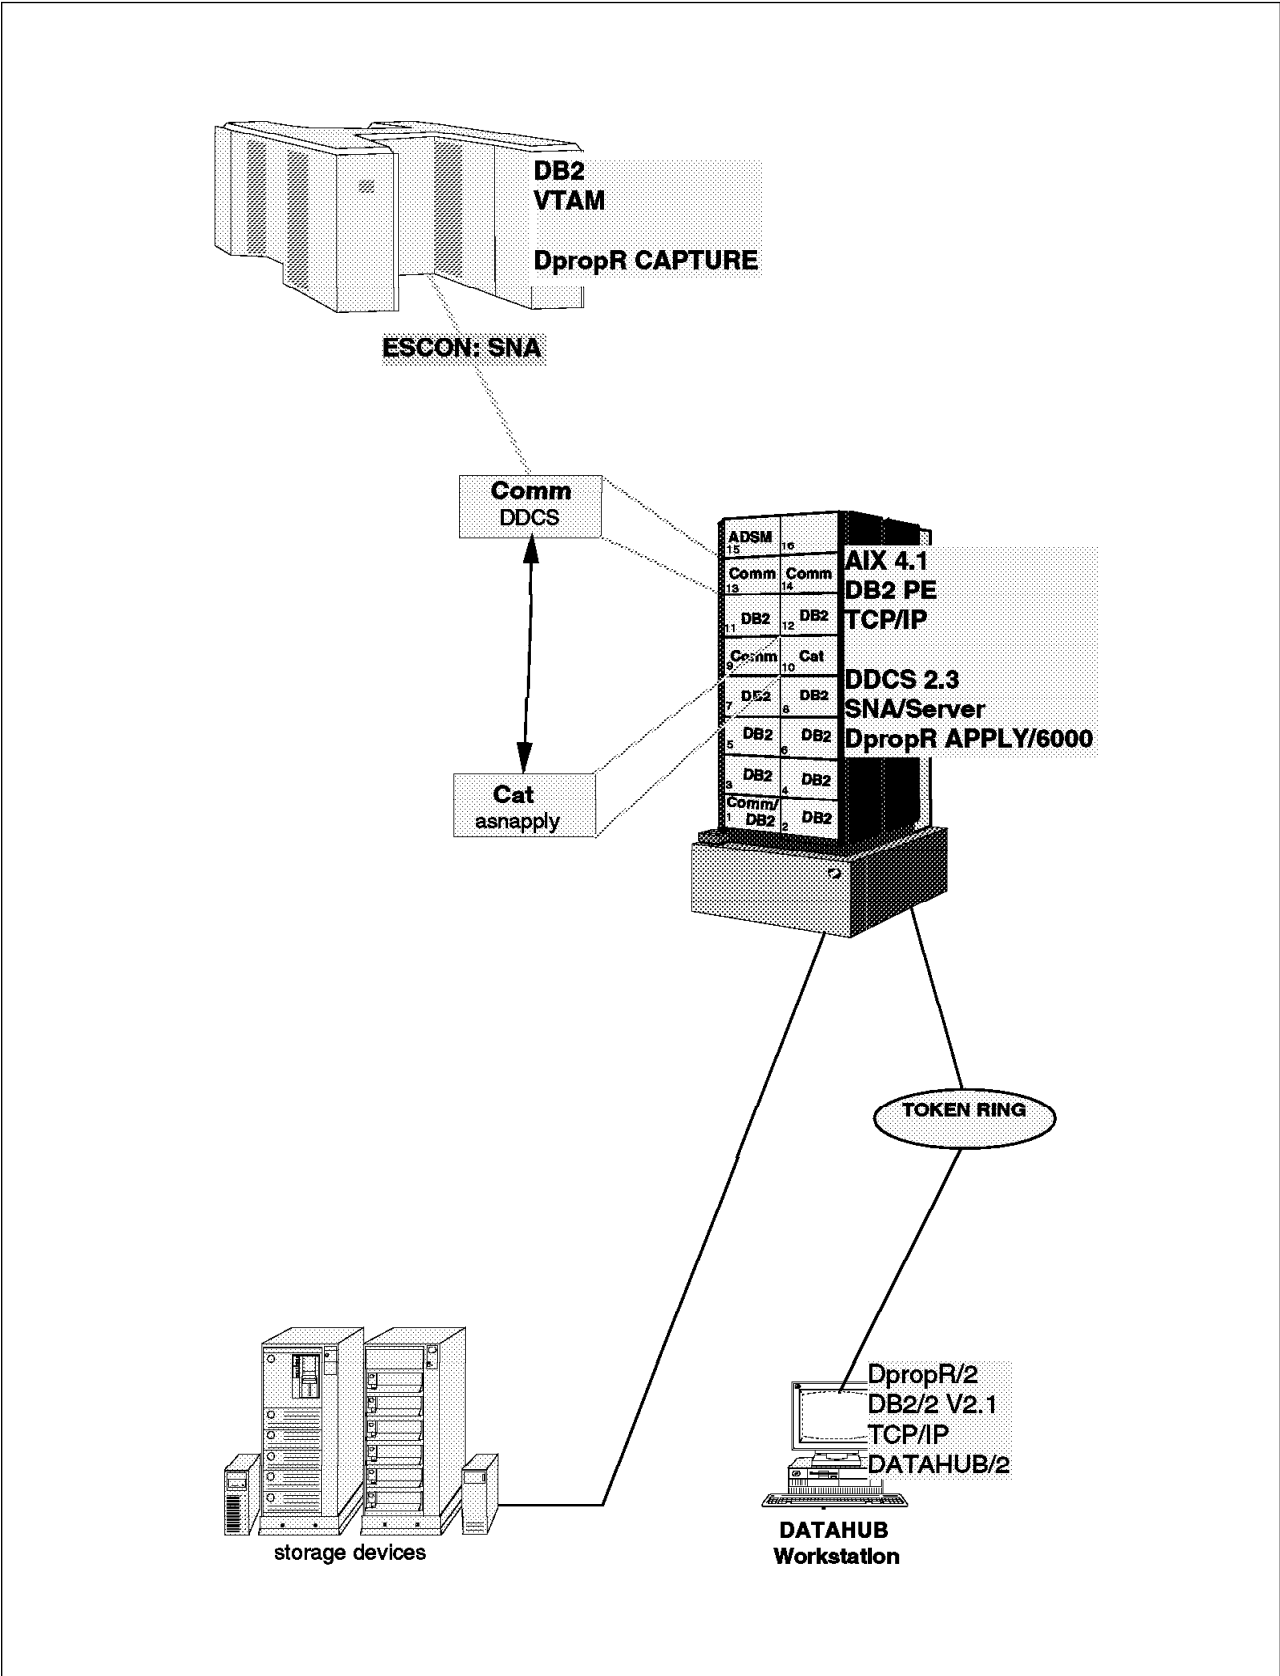 DB2
VTAM
DpropR CAPTURE
ESCON: SNA
Comm
DDCS
ADSM
15
16
Comm
13
Comm
14
DB2
11
DB2
12
Comm
9
Cat
10
DB2
7
DB2
8
DB2
5
DB2
6
DB2
3
DB2
4
Comm/
DB2
1
DB2
2
AIX 4.1
DB2 PE
TCP/IP
DDCS 2.3
SNA/Server
DpropR APPLY/6000
Cat
asnapply
TOKEN RING
DpropR/2
DB2/2 V2.1
TCP/IP
DATAHUB/2
storage devices
DATAHUB
Workstation